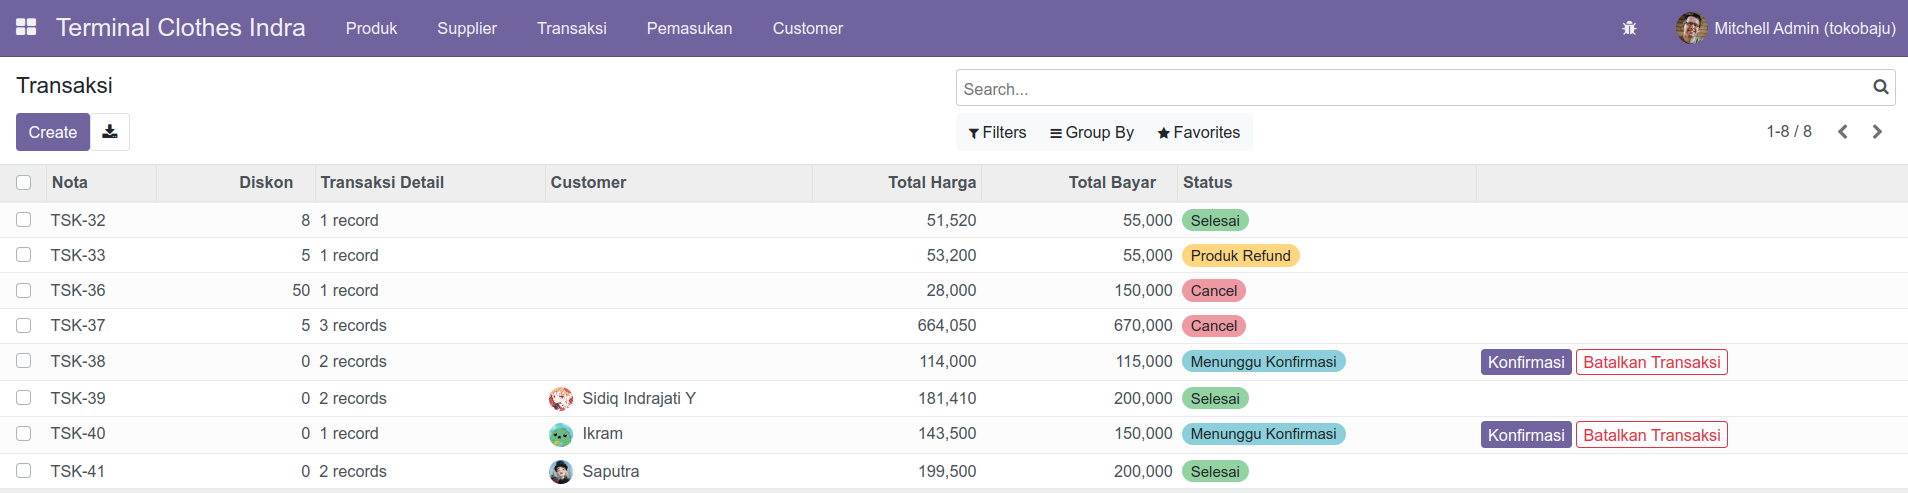 Terminal Clothes Indra Produk Supplier Transaksi Pemasukan Customer Mitchell Admin (tokobaju)
Transaksi Search...
Create Filters Group By Favorites 1-8 / 8
Nota Diskon Transaksi Detail Customer Total Harga Total Bayar Status
TSK-32 8 1 record 51,520 55,000 Selesai
TSK-33 5 1 record 53,200 55,000 Produk Refund
TSK-36 50 1 record 28,000 150,000 Cancel
TSK-37 5 3 records 664,050 670,000 Cancel
TSK-38 0 2 records 114,000 115,000 Menunggu Konfirmasi Konfirmasi Batalkan Transaksi
TSK-39 0 2 records Sidiq Indrajati Y 181,410 200,000 Selesai
TSK-40 0 1 record Ikram 143,500 150,000 Menunggu Konfirmasi Konfirmasi Batalkan Transaksi
TSK-41 0 2 records Saputra 199,500 200,000 Selesai